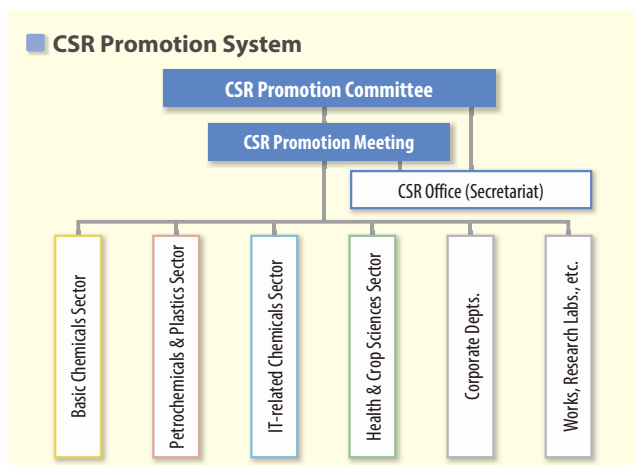 CSR Promotion System
CSR Promotion Committee
CSR Promotion Meeting
CSR Office (Secretariat)
Basic Chemicals Sector
Petrochemicals & Plastics Sector
IT-related Chemicals Sector
Health & Crop Sciences Sector
Corporate Depts.
Works, Research Labs., etc.